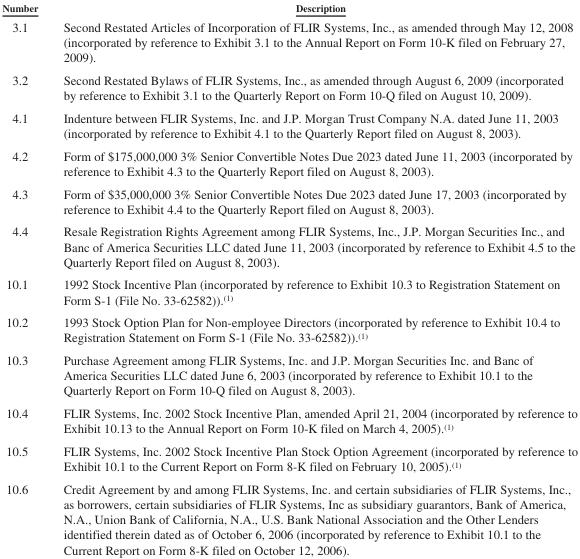 Number Description
3.1 Second Restated Articles of Incorporation of FLIR Systems, Inc., as amended through May 12, 2008
(incorporated by reference to Exhibit 3.1 to the Annual Report on Form 10-K filed on February 27,
2009).
3.2 Second Restated Bylaws of FLIR Systems, Inc., as amended through August 6, 2009 (incorporated
by reference to Exhibit 3.1 to the Quarterly Report on Form 10-Q filed on August 10, 2009).
4.1 Indenture between FLIR Systems, Inc. and J.P. Morgan Trust Company N.A. dated June 11, 2003
(incorporated by reference to Exhibit 4.1 to the Quarterly Report filed on August 8, 2003).
4.2 Form of $175,000,000 3% Senior Convertible Notes Due 2023 dated June 11, 2003 (incorporated by
reference to Exhibit 4.3 to the Quarterly Report filed on August 8, 2003).
4.3 Form of $35,000,000 3% Senior Convertible Notes Due 2023 dated June 17, 2003 (incorporated by
reference to Exhibit 4.4 to the Quarterly Report filed on August 8, 2003).
4.4 Resale Registration Rights Agreement among FLIR Systems, Inc., J.P. Morgan Securities Inc., and
Banc of America Securities LLC dated June 11, 2003 (incorporated by reference to Exhibit 4.5 to the
Quarterly Report filed on August 8, 2003).
10.1 1992 Stock Incentive Plan (incorporated by reference to Exhibit 10.3 to Registration Statement on
Form S-1 (File No. 33-62582)).(1)
10.2 1993 Stock Option Plan for Non-employee Directors (incorporated by reference to Exhibit 10.4 to
Registration Statement on Form S-1 (File No. 33-62582)).(1)
10.3 Purchase Agreement among FLIR Systems, Inc. and J.P. Morgan Securities Inc. and Banc of
America Securities LLC dated June 6, 2003 (incorporated by reference to Exhibit 10.1 to the
Quarterly Report on Form 10-Q filed on August 8, 2003).
10.4 FLIR Systems, Inc. 2002 Stock Incentive Plan, amended April 21, 2004 (incorporated by reference to
Exhibit 10.13 to the Annual Report on Form 10-K filed on March 4, 2005).(1)
10.5 FLIR Systems, Inc. 2002 Stock Incentive Plan Stock Option Agreement (incorporated by reference to
Exhibit 10.1 to the Current Report on Form 8-K filed on February 10, 2005).(1)
10.6 Credit Agreement by and among FLIR Systems, Inc. and certain subsidiaries of FLIR Systems, Inc.,
as borrowers, certain subsidiaries of FLIR Systems, Inc as subsidiary guarantors, Bank of America,
N.A., Union Bank of California, N.A., U.S. Bank National Association and the Other Lenders
identified therein dated as of October 6, 2006 (incorporated by reference to Exhibit 10.1 to the
Current Report on Form 8-K filed on October 12, 2006).